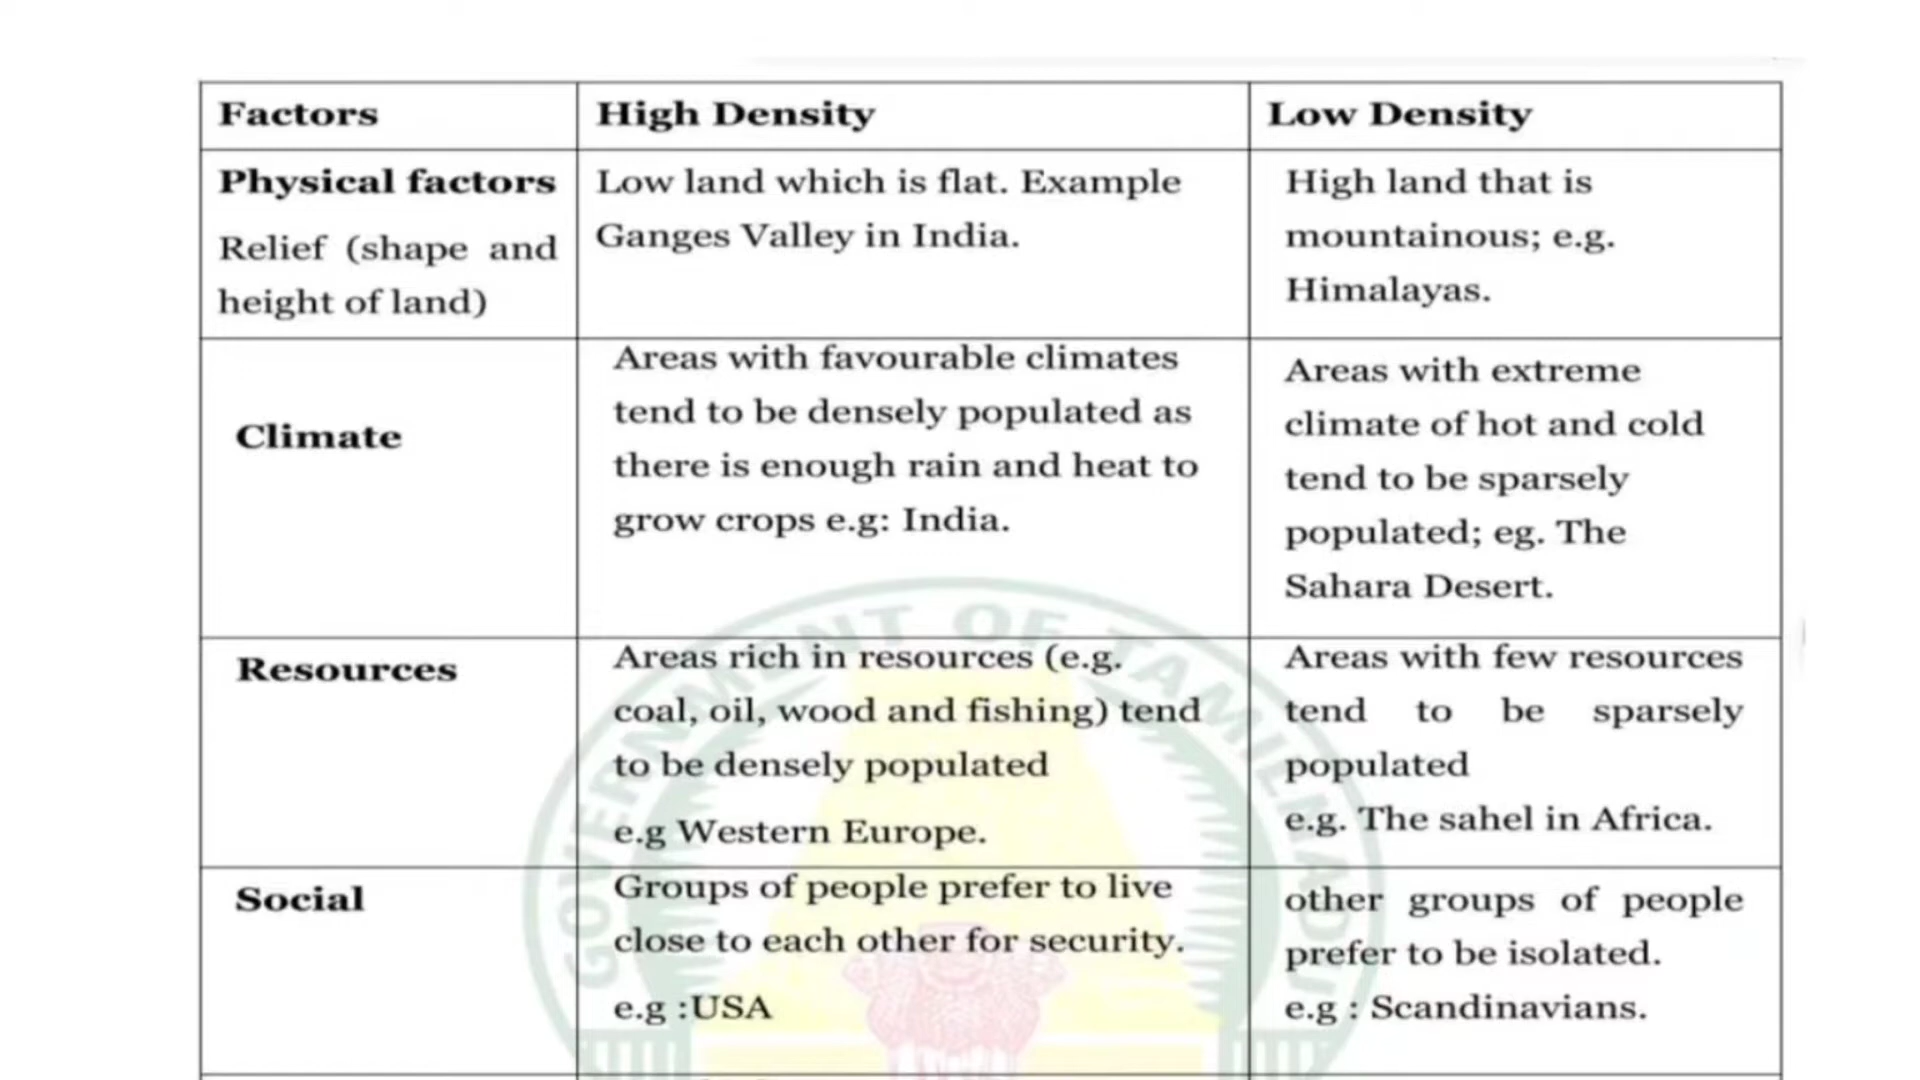 Factors
High Density
Low Density
Physical factors
Relief (shape and
height of land)
Low land which is flat. Example
Ganges Valley in India.
High land that is
mountainous; e.g.
Himalayas.
Climate
Areas with favourable climates
tend to be densely populated as
there is enough rain and heat to
grow crops e.g: India.
Areas with extreme
climate of hot and cold
tend to be sparsely
populated; eg. The
Sahara Desert.
Resources
Areas rich in resources (e.g.
coal, oil, wood and fishing) tend
to be densely populated
e.g Western Europe.
Areas with few resources
tend to be sparsely
populated
e.g. The sahel in Africa.
Social
Groups of people prefer to live
close to each other for security.
e.g :USA
other groups of people
prefer to be isolated.
e.g : Scandinavians.
GOVERNMENT OF TAMILNADU